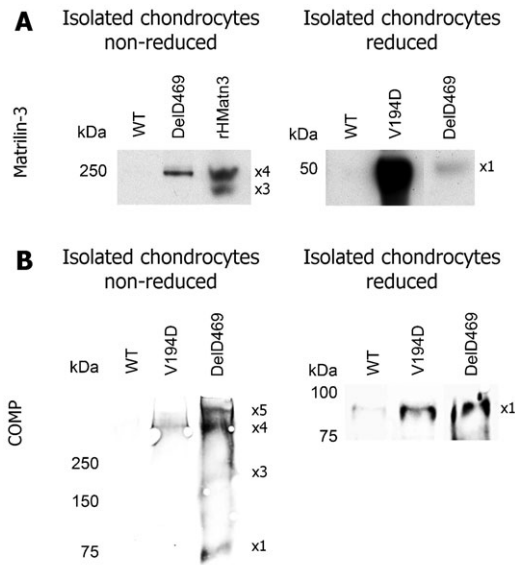 A
Isolated chondrocytes
non-reduced
Isolated chondrocytes
reduced
Matrilin-3
kDa
WT
DelD469
rHMatn3
250
x4
x3
kDa
WT
V194D
DelD469
50
x1
B
Isolated chondrocytes
non-reduced
Isolated chondrocytes
reduced
COMP
kDa
WT
V194D
DelD469
x5
x4
250
x3
150
75
x1
kDa
WT
V194D
DelD469
100
75
x1